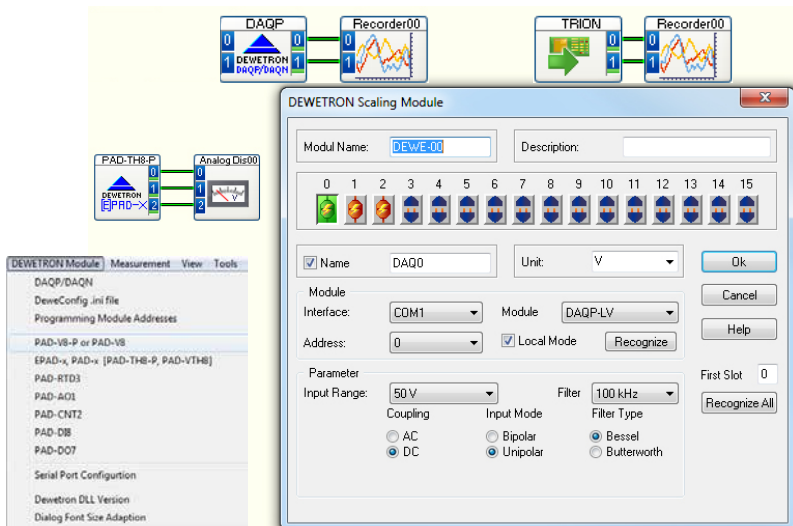 DAQP
0
0
1
1
DEWETRON
DAQP/DAQN
Recorder00
0
1
TRION
0
1
Recorder00
0
1
PAD-TH8-P
0
1
2
DEWETRON
[E]PAD-X
Analog Dis00
0
1
2
V
DEWETRON Module Measurement View Tools
DAQP/DAQN
DeweConfig .ini file
Programming Module Addresses
PAD-V8-P or PAD-V8
EPAD-x, PAD-x [PAD-TH8-P, PAD-VTH8]
PAD-RTD3
PAD-AO1
PAD-CNT2
PAD-DI8
PAD-DO7
Serial Port Configurtion
Dewetron DLL Version
Dialog Font Size Adaption
DEWETRON Scaling Module
Modul Name: DEWE-00 Description:
0 1 2 3 4 5 6 7 8 9 10 11 12 13 14 15
Name DAQ0 Unit: V Ok
Module
Interface: COM1 Module DAQP-LV Cancel
Address: 0 Local Mode Recognize Help
Parameter First Slot 0
Input Range: 50 V Filter 100 kHz Recognize All
Coupling Input Mode Filter Type
AC Bipolar Bessel
DC Unipolar Butterworth